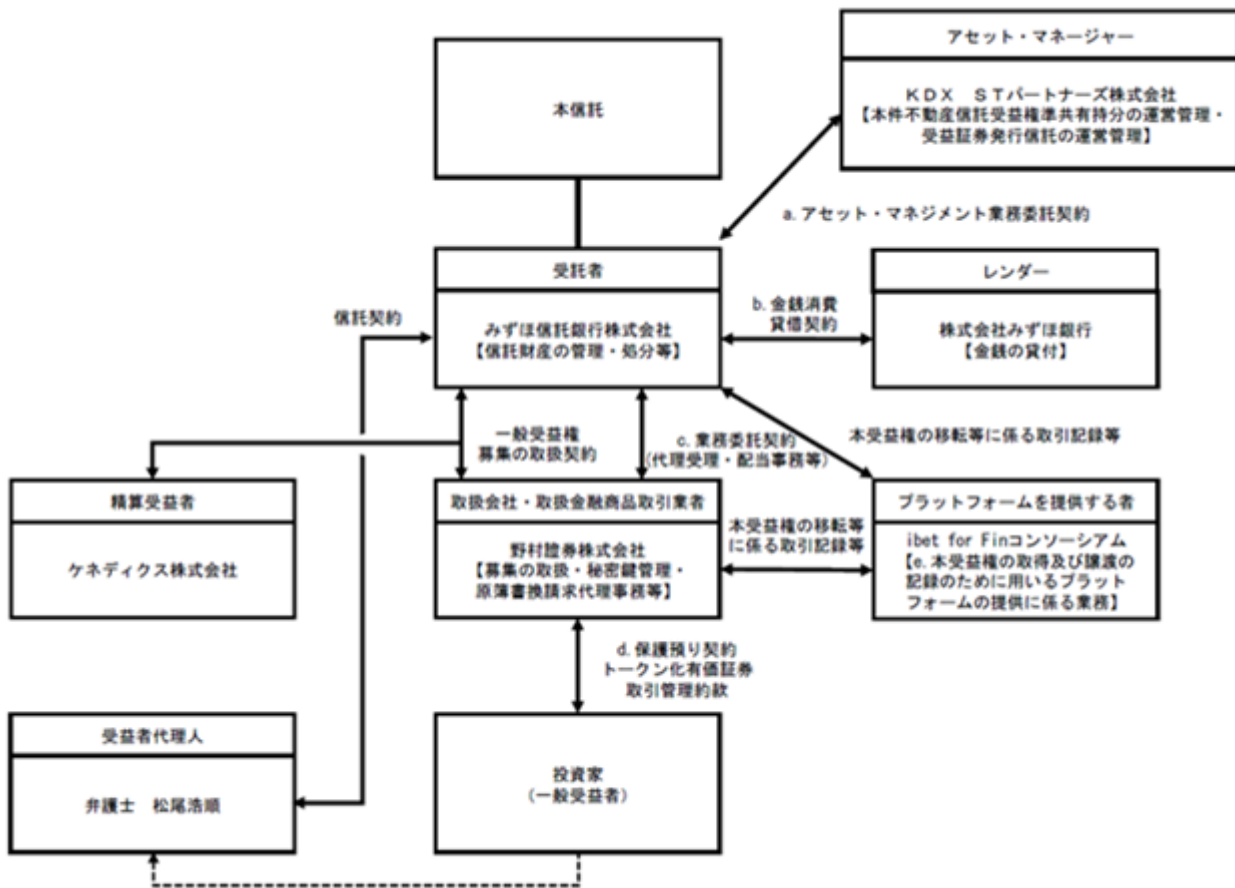 本信託
アセット・マネージャー
KDX STパートナーズ株式会社
【本件不動産信託受益権準共有持分の運営管理・
受益証券発行信託の運営管理】
a. アセット・マネジメント業務委託契約
受託者
みずほ信託銀行株式会社
【信託財産の管理・処分等】
信託契約
b. 金銭消費
貸借契約
レンダー
株式会社みずほ銀行
【金銭の貸付】
一般受益権
募集の取扱契約
c. 業務委託契約
(代理受理・配当事務等)
本受益権の移転等に係る取引記録等
精算受益者
ケネディクス株式会社
取扱会社・取扱金融商品取引業者
野村證券株式会社
【募集の取扱・秘密鍵管理・
原簿書換請求代理事務等】
本受益権の移転等
に係る取引記録等
プラットフォームを提供する者
ibet for Finコンソーシアム
【e. 本受益権の取得及び譲渡の
記録のために用いるプラット
フォームの提供に係る業務】
d. 保護預り契約
トークン化有価証券
取引管理約款
受益者代理人
弁護士 松尾浩順
投資家
(一般受益者)